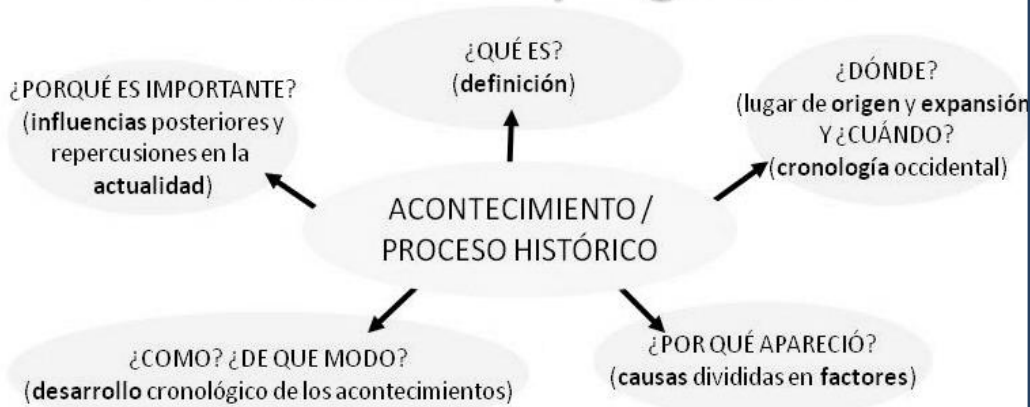 ¿QUÉ ES?
(definición)
¿DÓNDE?
(lugar de origen y expansión
Y ¿CUÁNDO?
(cronología occidental)
¿PORQUÉ ES IMPORTANTE?
(influencias posteriores y
repercusiones en la
actualidad)
ACONTECIMIENTO /
PROCESO HISTÓRICO
¿COMO? ¿DE QUE MODO?
(desarrollo cronológico de los acontecimientos)
¿POR QUÉ APARECIÓ?
(causas divididas en factores)